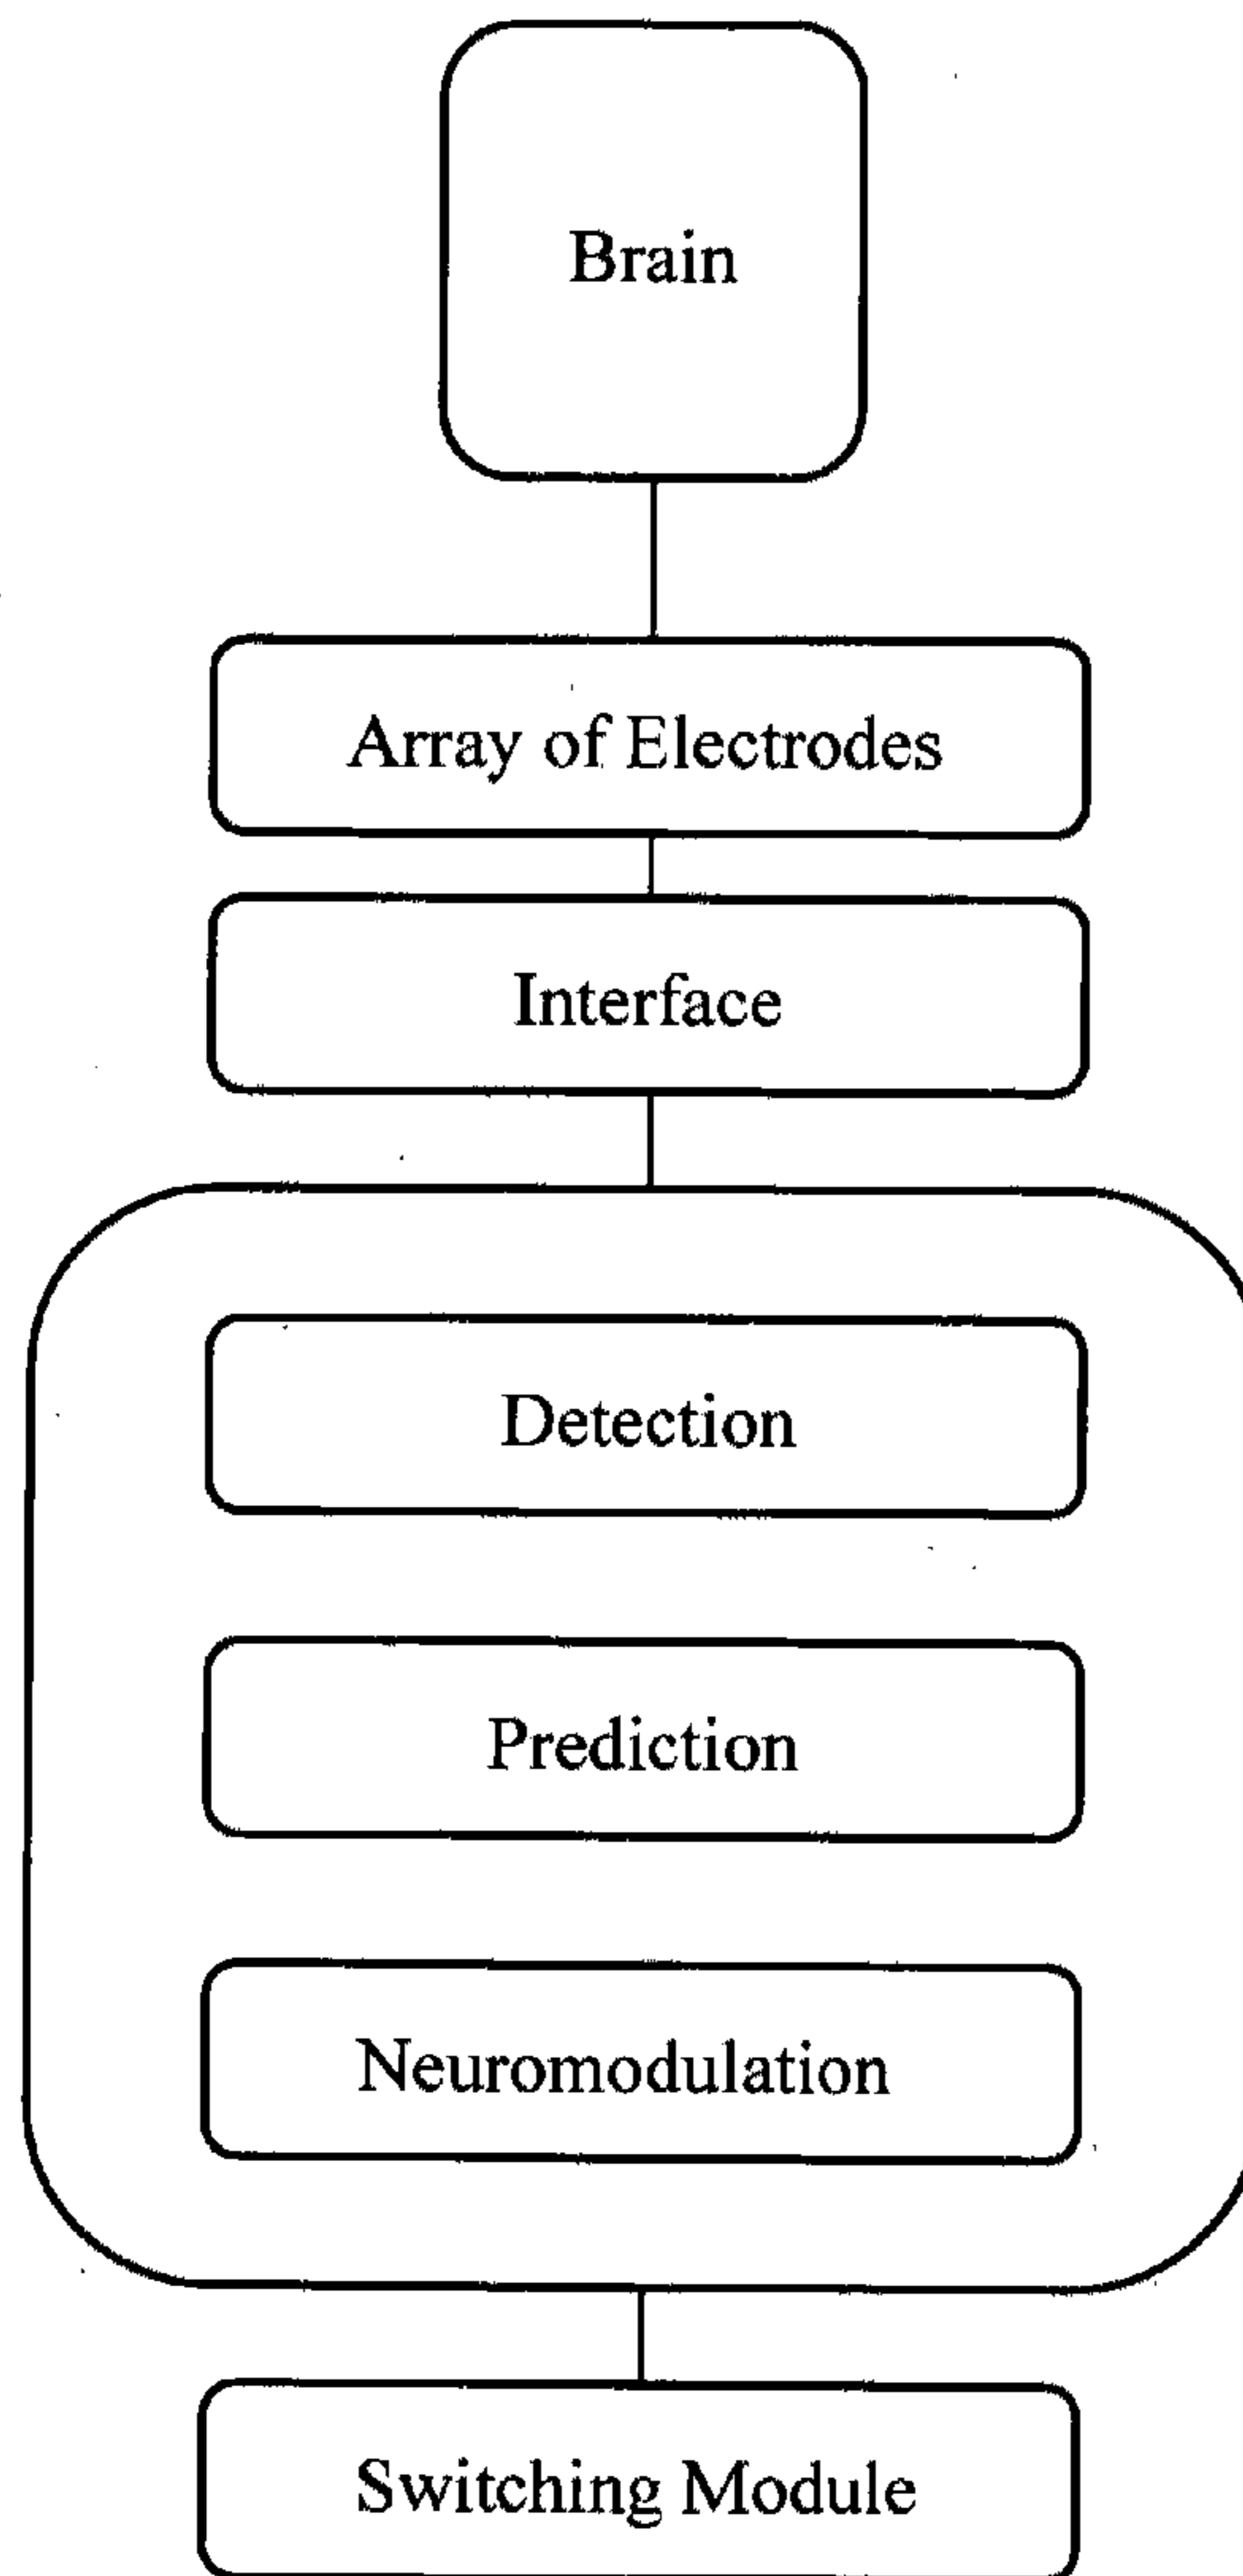 Brain
Array of Electrodes
Interface
Detection
Prediction
Neuromodulation
Switching Module